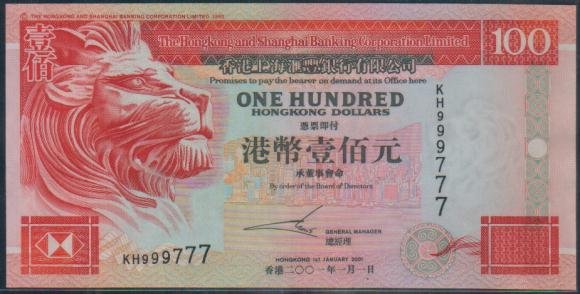 © THE HONGKONG AND SHANGHAI BANKING CORPORATION LIMITED
壹佰
The Hongkong and Shanghai Banking Corporation Limited
100
香港上海滙豐銀行有限公司
Promises to pay the bearer on demand at its Office here
ONE HUNDRED
HONGKONG DOLLARS
憑票即付
港幣壹佰元
承董事會命
By order of the Board of Directors
KH999777
GENERAL MANAGER
總經理
KH999777
HONGKONG 1st JANUARY 2001
香港二〇〇一年一月一日